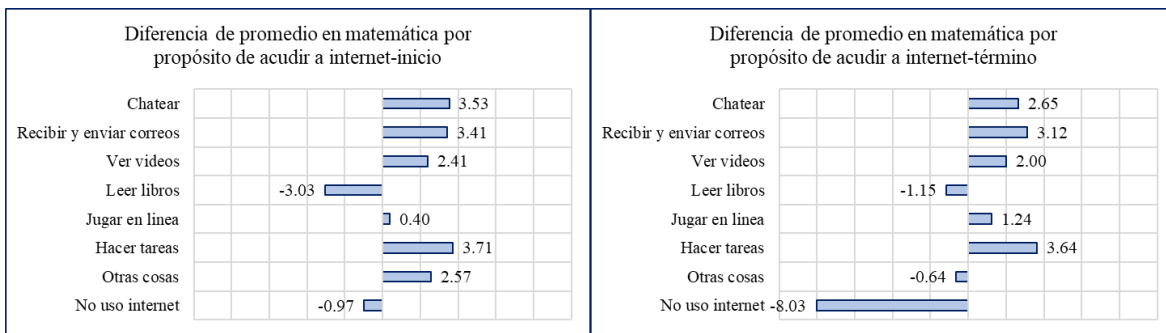 Diferencia de promedio en matemática por
propósito de acudir a internet-inicio
Chatear 3.53
Recibir y enviar correos 3.41
Ver videos 2.41
Leer libros -3.03
Jugar en linea 0.40
Hacer tareas 3.71
Otras cosas 2.57
No uso internet -0.97
Diferencia de promedio en matemática por
propósito de acudir a internet-término
Chatear 2.65
Recibir y enviar correos 3.12
Ver videos 2.00
Leer libros -1.15
Jugar en linea 1.24
Hacer tareas 3.64
Otras cosas -0.64
No uso internet -8.03